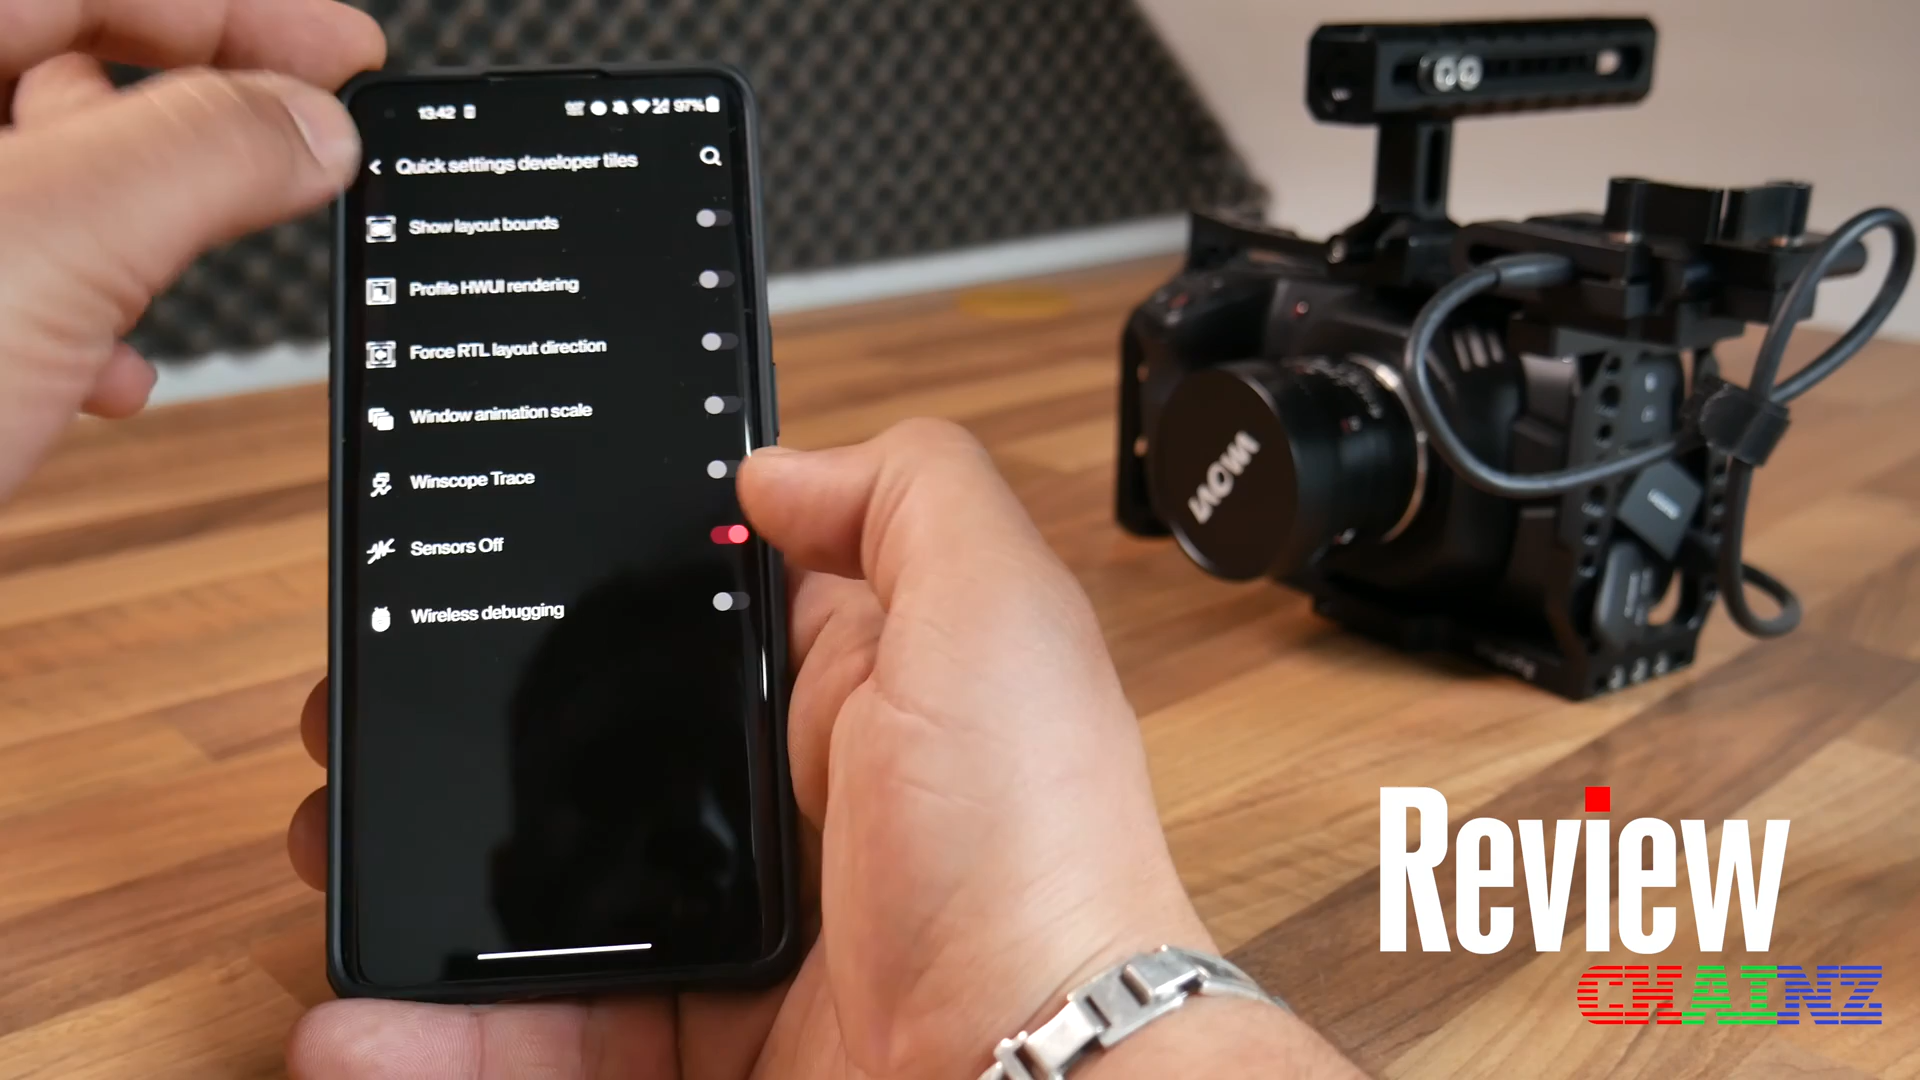 13:42
97%
Quick settings developer tiles
Show layout bounds
Profile HWUI rendering
Force RTL layout direction
Window animation scale
Winscope Trace
Sensors Off
Wireless debugging
LAOWA
Review
CHAINZ